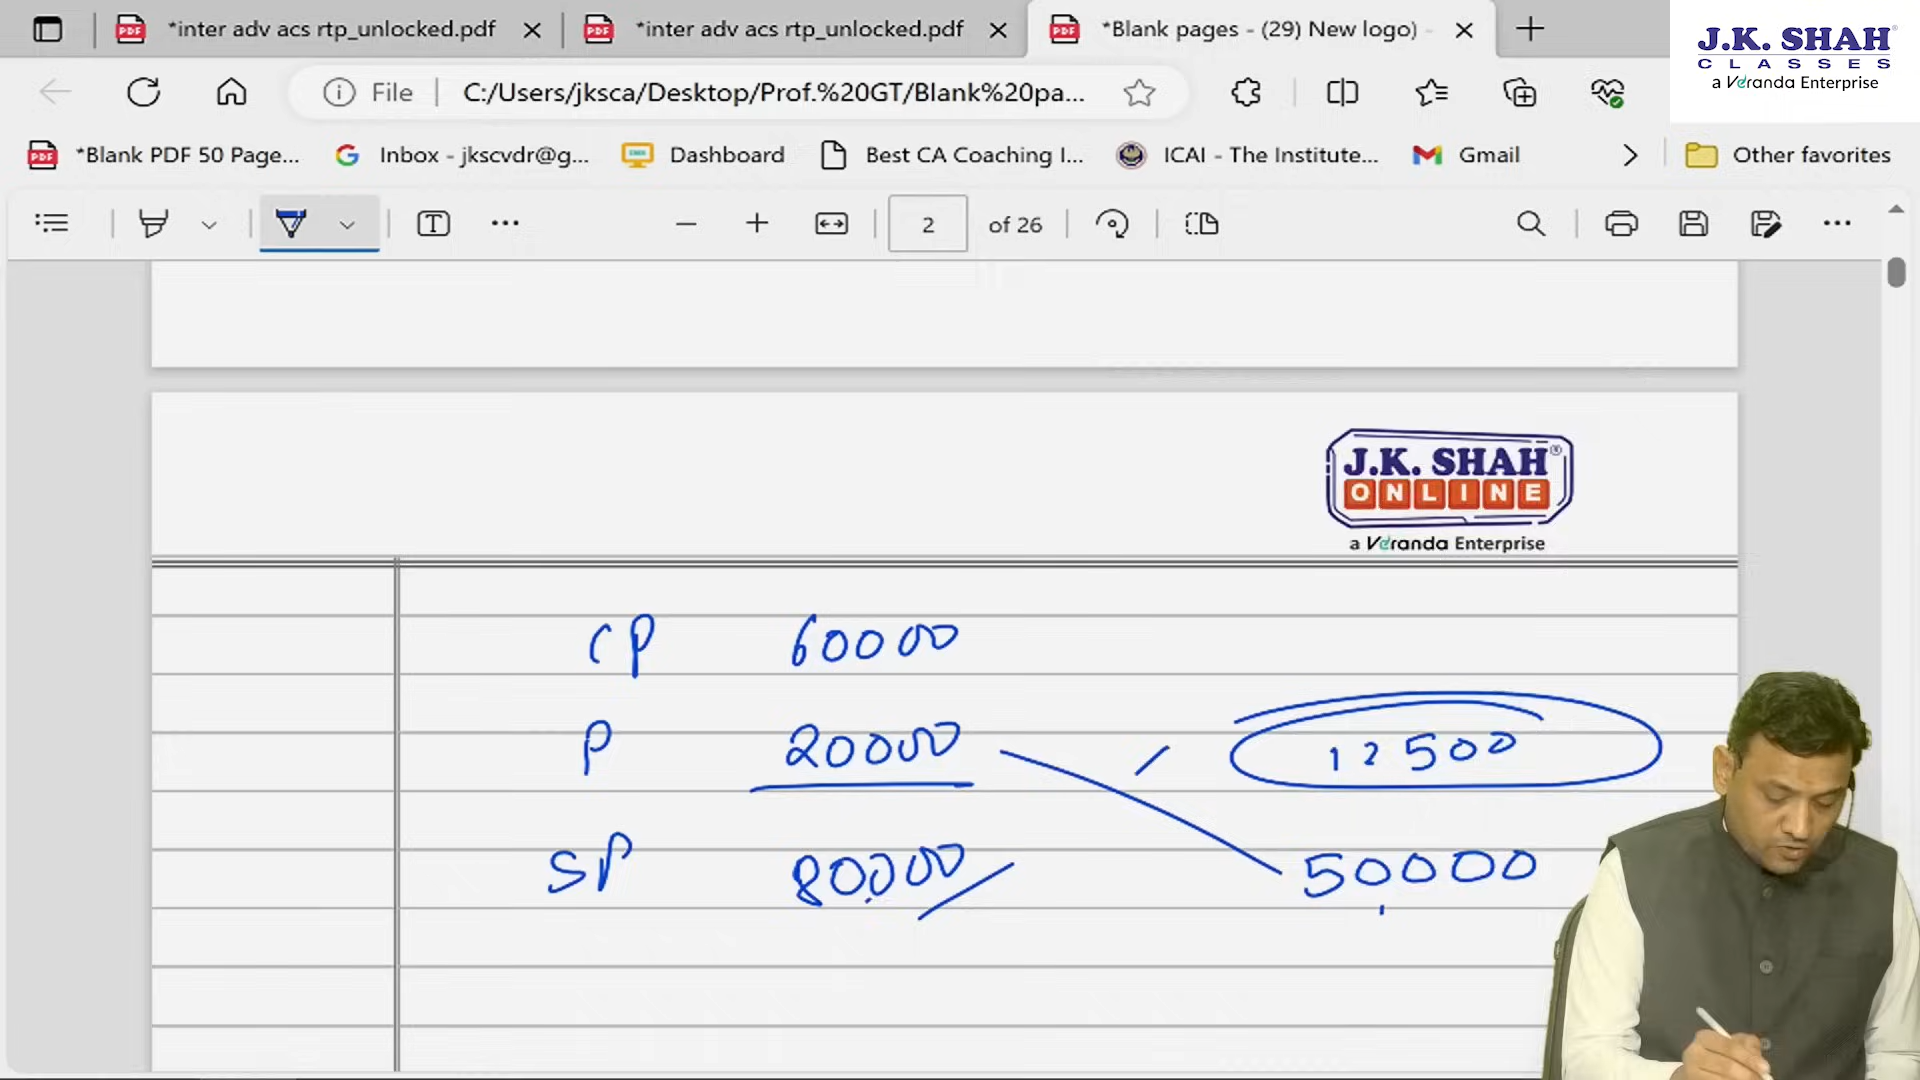 *inter adv acs rtp_unlocked.pdf
*inter adv acs rtp_unlocked.pdf
*Blank pages - (29) New logo) -
J.K. SHAH®
CLASSES
a Veranda Enterprise
File
C:/Users/jksca/Desktop/Prof.%20GT/Blank%20pa...
*Blank PDF 50 Page...
Inbox - jkscvdr@g...
Dashboard
Best CA Coaching I...
ICAI - The Institute...
Gmail
Other favorites
2 of 26
J.K. SHAH®
ONLINE
a Veranda Enterprise
CP 60000
P 20000 12500
SP 80,000 50000